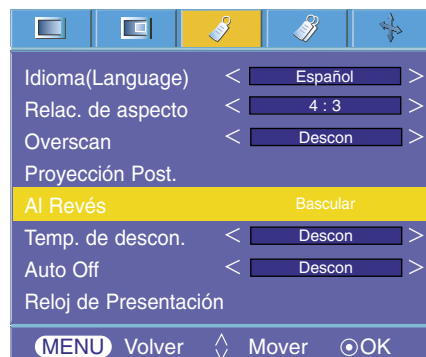 Idioma(Language) < Español >
Relac. de aspecto < 4 : 3 >
Overscan < Descon >
Proyección Post.
Al Revés Bascular
Temp. de descon. < Descon >
Auto Off < Descon >
Reloj de Presentación
MENU Volver Mover OK